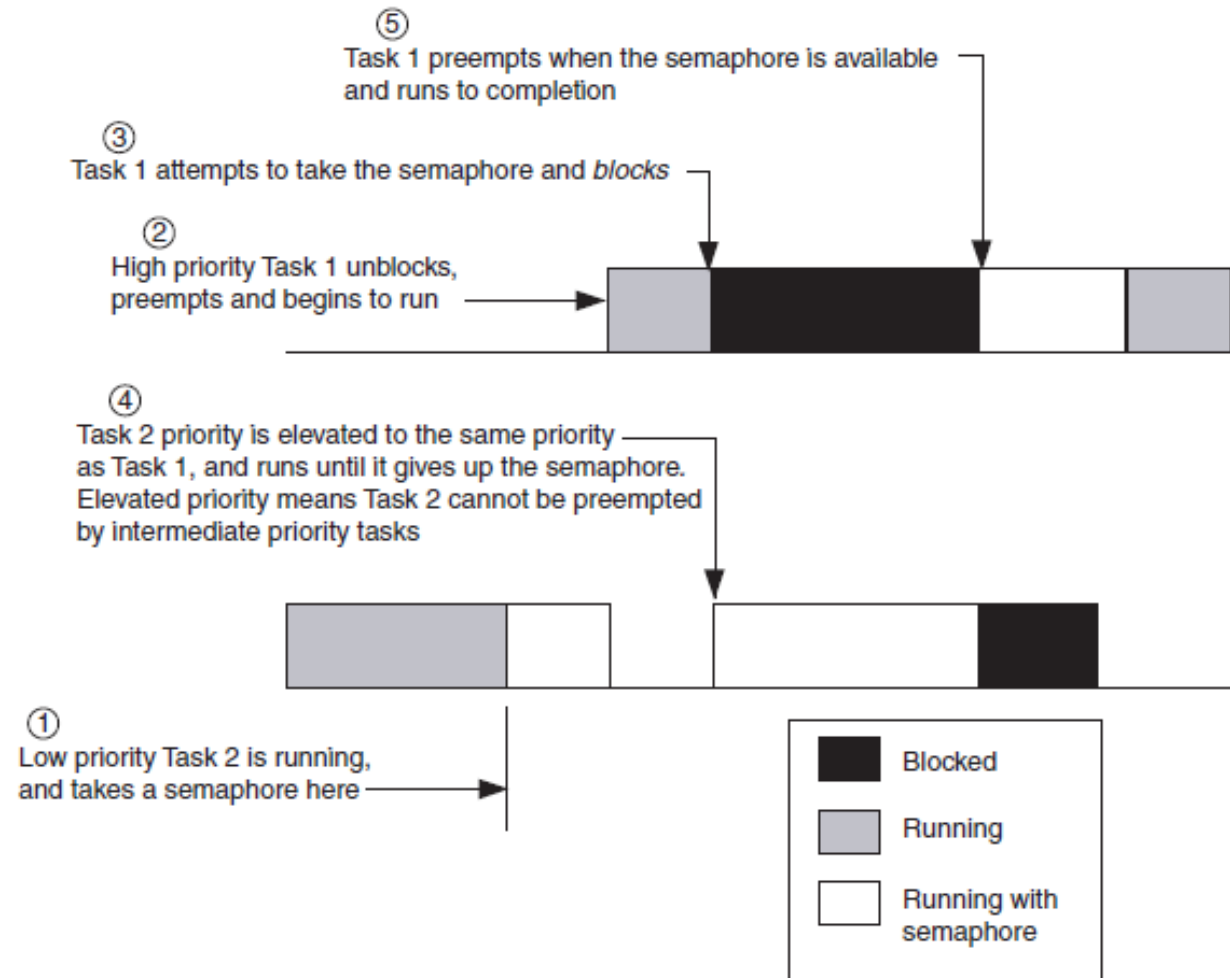 ⑤
Task 1 preempts when the semaphore is available
and runs to completion
③
Task 1 attempts to take the semaphore and blocks
②
High priority Task 1 unblocks,
preempts and begins to run
④
Task 2 priority is elevated to the same priority
as Task 1, and runs until it gives up the semaphore.
Elevated priority means Task 2 cannot be preempted
by intermediate priority tasks
①
Low priority Task 2 is running,
and takes a semaphore here
Blocked
Running
Running with
semaphore